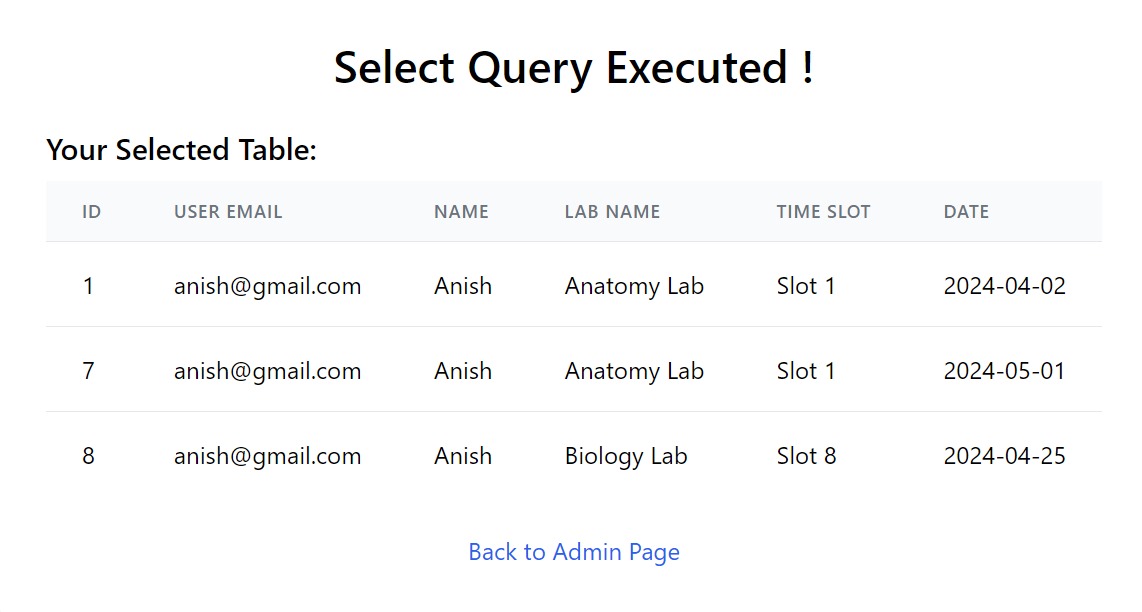 Select Query Executed !
Your Selected Table:
ID USER EMAIL NAME LAB NAME TIME SLOT DATE
1 anish@gmail.com Anish Anatomy Lab Slot 1 2024-04-02
7 anish@gmail.com Anish Anatomy Lab Slot 1 2024-05-01
8 anish@gmail.com Anish Biology Lab Slot 8 2024-04-25
Back to Admin Page